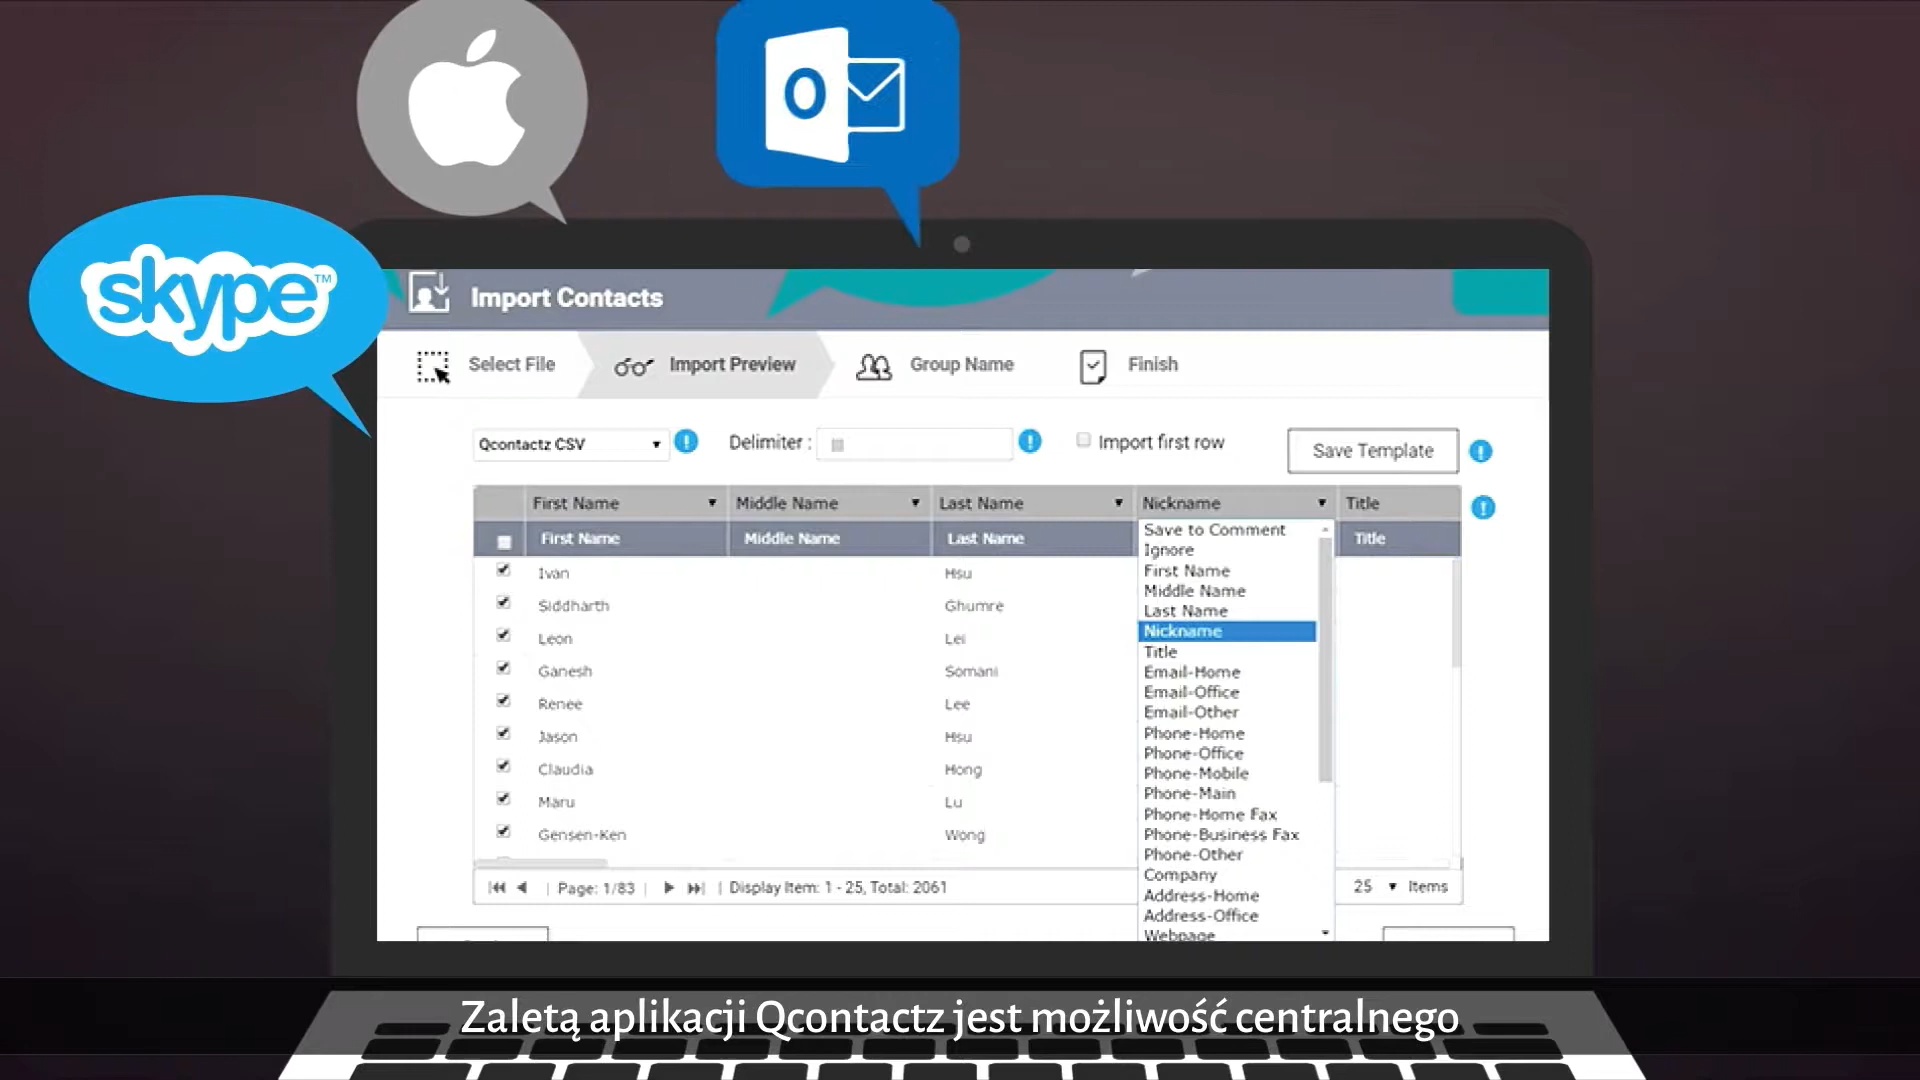 skype™
Import Contacts
Select File
Import Preview
Group Name
Finish
Qcontactz CSV
Delimiter :
Import first row
Save Template
First Name Middle Name Last Name Nickname Title
First Name Middle Name Last Name Title
Ivan Hsu
Siddharth Ghumre
Leon Lei
Ganesh Somani
Renee Lee
Jason Hsu
Claudia Hong
Maru Lu
Gensen-Ken Wong
Save to Comment
Ignore
First Name
Middle Name
Last Name
Nickname
Title
Email-Home
Email-Office
Email-Other
Phone-Home
Phone-Office
Phone-Mobile
Phone-Main
Phone-Home Fax
Phone-Business Fax
Phone-Other
Company
Address-Home
Address-Office
Webpage
| Page: 1/83 | | Display Item: 1 - 25, Total: 2061
25 Items
Zaletą aplikacji Qcontactz jest możliwość centralnego